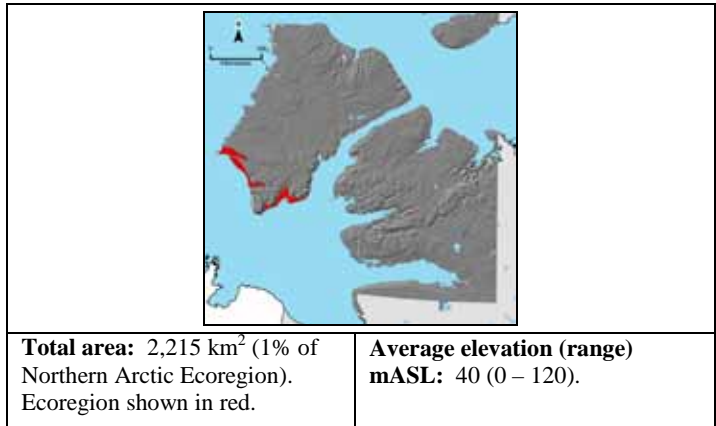 Total area: 2,215 km² (1% of
Northern Arctic Ecoregion).
Ecoregion shown in red.
Average elevation (range)
mASL: 40 (0 – 120).